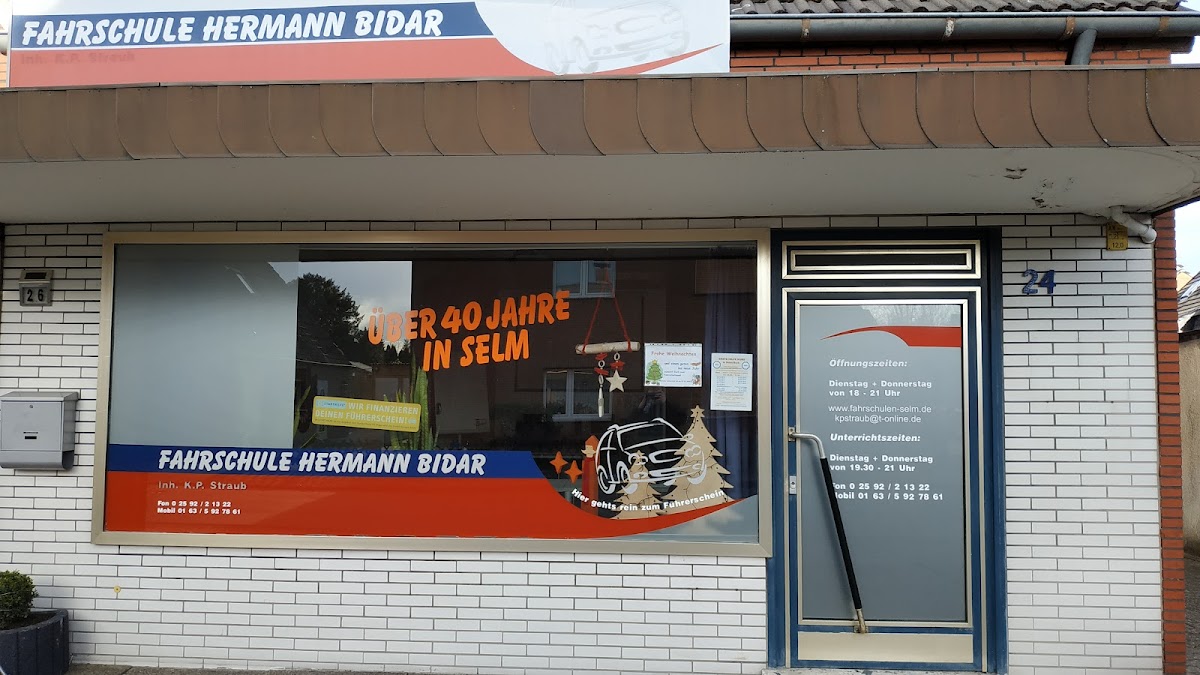 FAHRSCHULE HERMANN BIDAR
Inh. K.P. Straub
26
24
ÜBER 40 JAHRE
IN SELM
Frohe Weihnachten
WIR FINANZIEREN
DEINEN FÜHRERSCHEIN!
FAHRSCHULE HERMANN BIDAR
Inh. K.P. Straub
Fon 0 25 92 / 2 13 22
Mobil 01 63 / 5 92 78 61
Hier gehts rein zum Führerschein
Öffnungszeiten:
Dienstag + Donnerstag
von 18 - 21 Uhr
www.fahrschulen-selm.de
kpstraub@t-online.de
Unterrichtszeiten:
Dienstag + Donnerstag
von 19.30 - 21 Uhr
Fon 0 25 92 / 2 13 22
Mobil 01 63 / 5 92 78 61